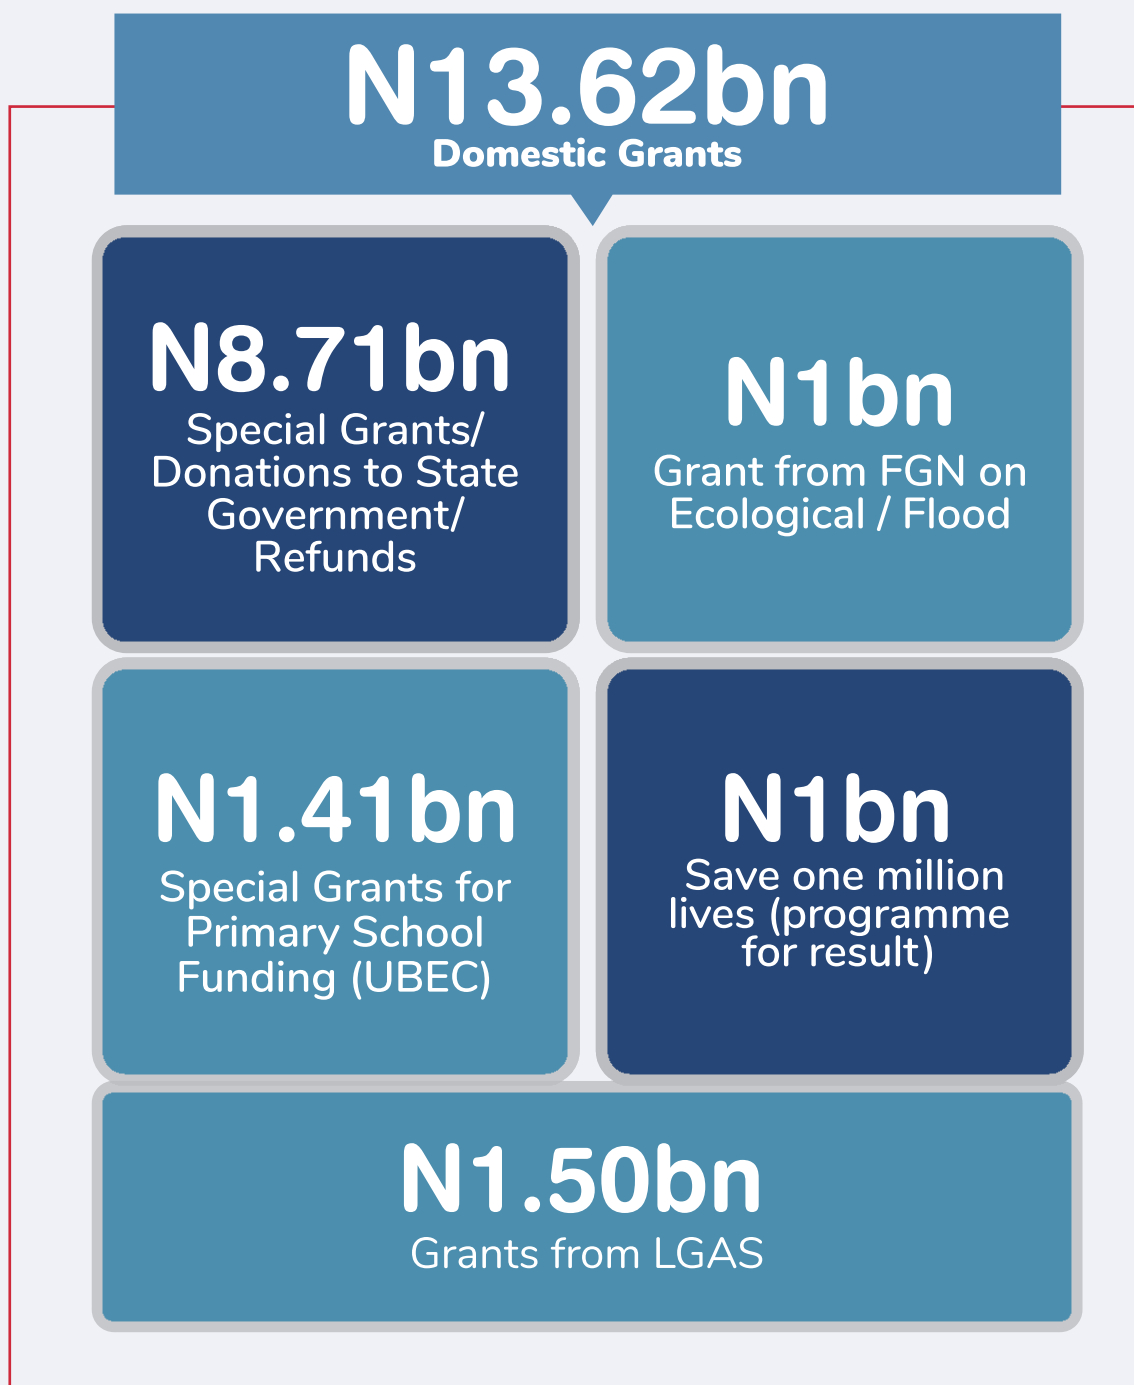 N13.62bn
Domestic Grants
N8.71bn
Special Grants/
Donations to State
Government/
Refunds
N1bn
Grant from FGN on
Ecological / Flood
N1.41bn
Special Grants for
Primary School
Funding (UBEC)
N1bn
Save one million
lives (programme
for result)
N1.50bn
Grants from LGAS